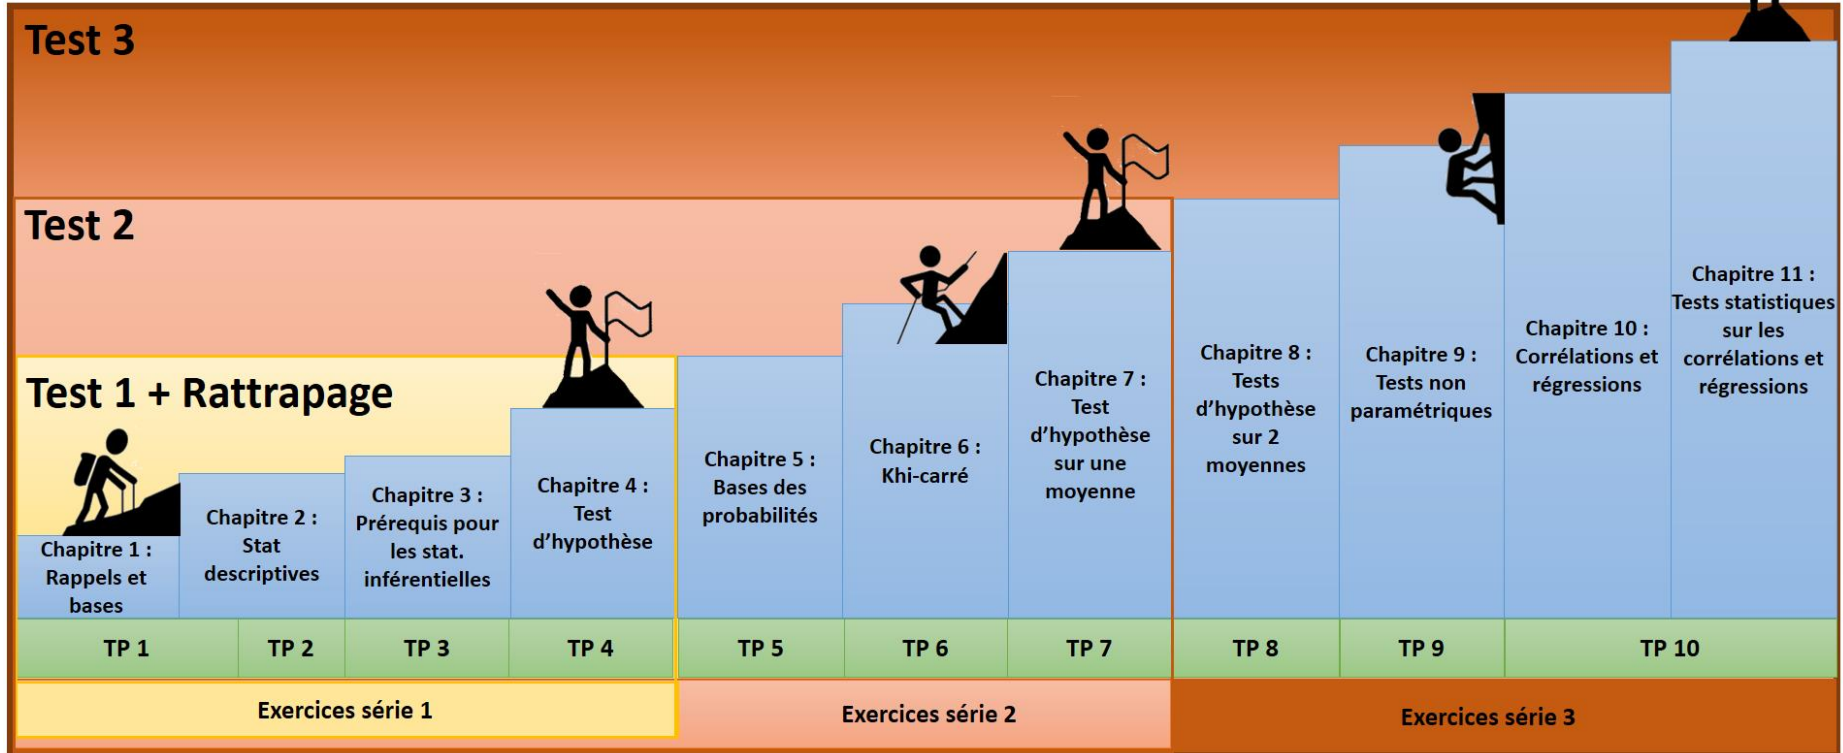 Test 3
Test 2
Test 1 + Rattrapage
Chapitre 1 :
Rappels et
bases
Chapitre 2 :
Stat
descriptives
Chapitre 3 :
Prérequis pour
les stat.
inférentielles
Chapitre 4 :
Test
d’hypothèse
Chapitre 5 :
Bases des
probabilités
Chapitre 6 :
Khi-carré
Chapitre 7 :
Test
d’hypothèse
sur une
moyenne
Chapitre 8 :
Tests
d’hypothèse
sur 2
moyennes
Chapitre 9 :
Tests non
paramétriques
Chapitre 10 :
Corrélations et
régressions
Chapitre 11 :
Tests statistiques
sur les
corrélations et
régressions
TP 1
TP 2
TP 3
TP 4
TP 5
TP 6
TP 7
TP 8
TP 9
TP 10
Exercices série 1
Exercices série 2
Exercices série 3